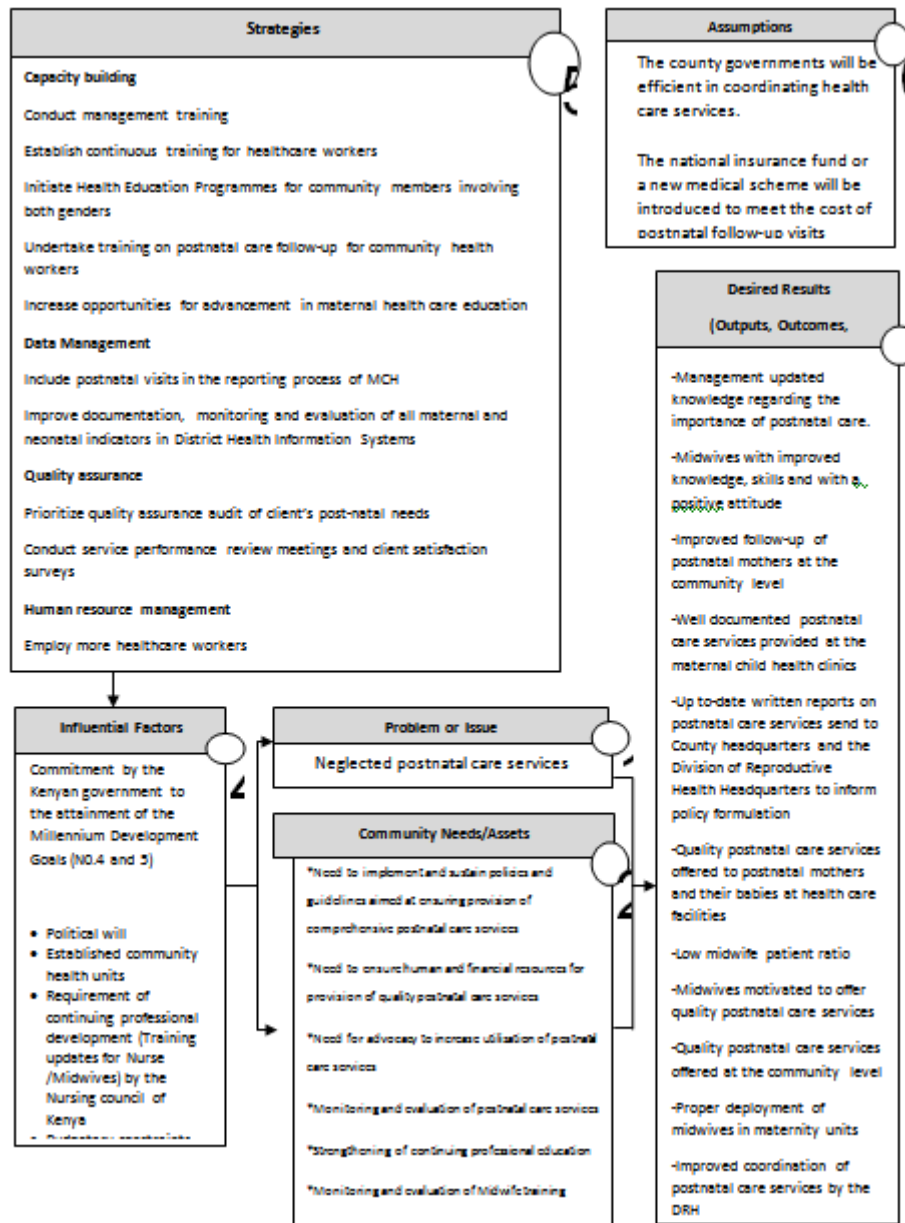 Strategies
Capacity building
Conduct management training
Establish continuous training for healthcare workers
Initiate Health Education Programmes for community members involving
both genders
Undertake training on postnatal care follow-up for community health
workers
Increase opportunities for advancement in maternal health care education
Data Management
Include postnatal visits in the reporting process of MCH
Improve documentation, monitoring and evaluation of all maternal and
neonatal indicators in District Health Information Systems
Quality assurance
Prioritize quality assurance audit of client's post-natal needs
Conduct service performance review meetings and client satisfaction
surveys
Human resource management
Employ more healthcare workers
Assumptions
The county governments will be
efficient in coordinating health
care services.
The national insurance fund or
a new medical scheme will be
introduced to meet the cost of
postnatal follow-up visits
Influential Factors
Commitment by the
Kenyan government to
the attainment of the
Millennium Development
Goals (N0.4 and 5)
• Political will
• Established community
health units
• Requirement of
continuing professional
development (Training
updates for Nurse
/Midwives) by the
Nursing council of
Kenya
Problem or Issue
Neglected postnatal care services
Community Needs/Assets
*Need to implement and sustain policies and
guidelines aimed at ensuring provision of
comprehensive postnatal care services
*Need to ensure human and financial resources for
provision of quality postnatal care services
*Need for advocacy to increase utilisation of postnatal
care services
*Monitoring and evaluation of postnatal care services
*Strengthening of continuing professional education
*Monitoring and evaluation of Midwife training
Desired Results
(Outputs, Outcomes,
-Management updated
knowledge regarding the
importance of postnatal care.
-Midwives with improved
knowledge, skills and with a
positive attitude
-Improved follow-up of
postnatal mothers at the
community level
-Well documented postnatal
care services provided at the
maternal child health clinics
-Up to-date written reports on
postnatal care services send to
County headquarters and the
Division of Reproductive
Health Headquarters to inform
policy formulation
-Quality postnatal care services
offered to postnatal mothers
and their babies at health care
facilities
-Low midwife patient ratio
-Midwives motivated to offer
quality postnatal care services
-Quality postnatal care services
offered at the community level
-Proper deployment of
midwives in maternity units
-Improved coordination of
postnatal care services by the
DRH